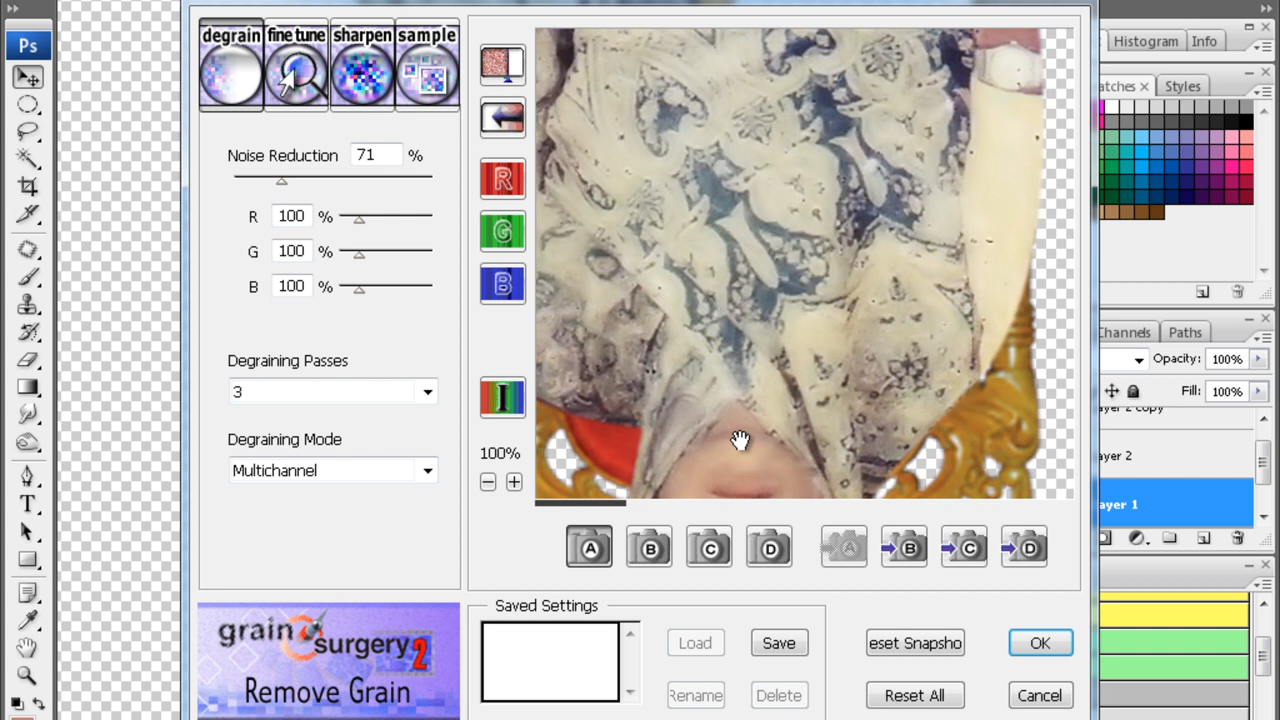 Ps
degrain fine tune sharpen sample
Noise Reduction 71 %
R 100 %
G 100 %
B 100 %
Degraining Passes
3
Degraining Mode
Multichannel
grain surgery 2
Remove Grain
R
G
B
I
100%
A B C D A B C D
Saved Settings
Load Save
Rename Delete
eset Snapsho
Reset All
OK
Cancel
Histogram Info
atches × Styles
Channels Paths
Opacity: 100%
Fill: 100%
ayer 2 copy
ayer 2
ayer 1
T